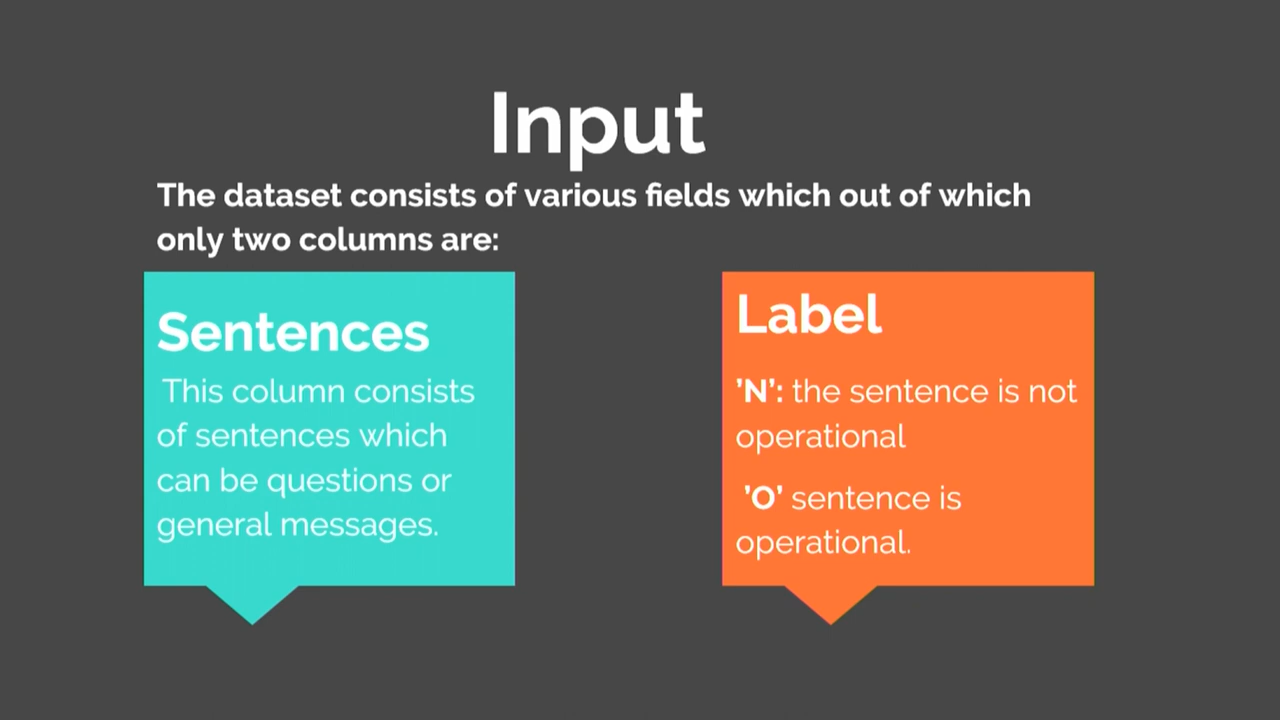 Input
The dataset consists of various fields which out of which
only two columns are:
Sentences
This column consists
of sentences which
can be questions or
general messages.
Label
’N’: the sentence is not
operational
’O’ sentence is
operational.